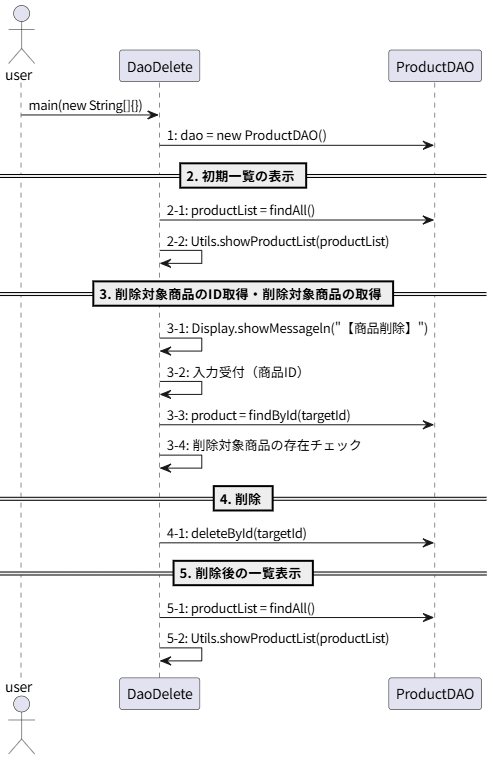 user
DaoDelete
ProductDAO
main(new String[]{})
1: dao = new ProductDAO()
2. 初期一覧の表示
2-1: productList = findAll()
2-2: Utils.showProductList(productList)
3. 削除対象商品のID取得・削除対象商品の取得
3-1: Display.showMessageln("【商品削除】")
3-2: 入力受付（商品ID）
3-3: product = findById(targetId)
3-4: 削除対象商品の存在チェック
4. 削除
4-1: deleteById(targetId)
5. 削除後の一覧表示
5-1: productList = findAll()
5-2: Utils.showProductList(productList)
user
DaoDelete
ProductDAO